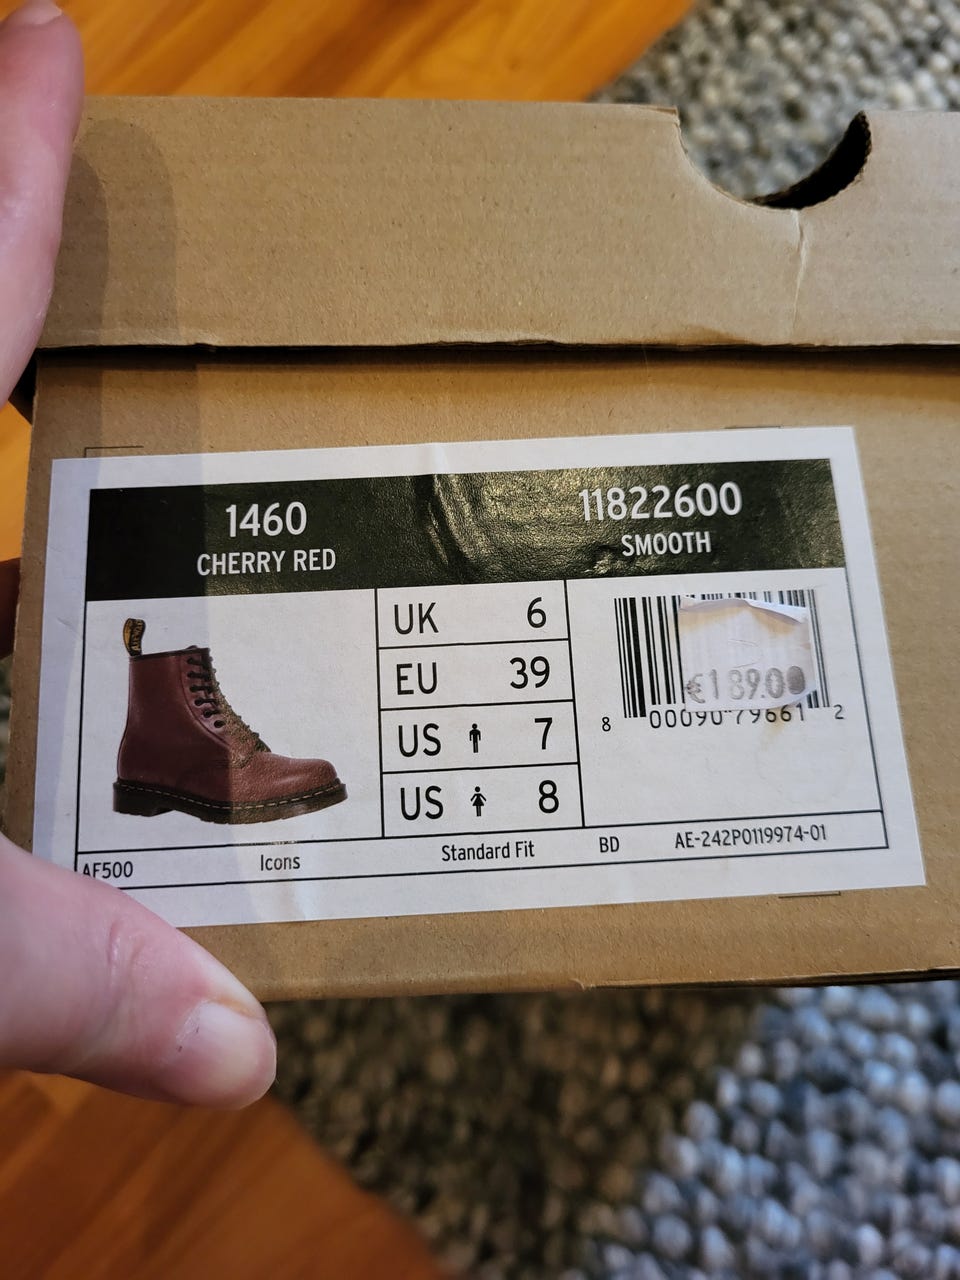 1460
CHERRY RED
11822600
SMOOTH
UK 6
EU 39
US 7
US 8
€189.00
8 00090 79661 2
AF500 Icons Standard Fit BD AE-242P0119974-01